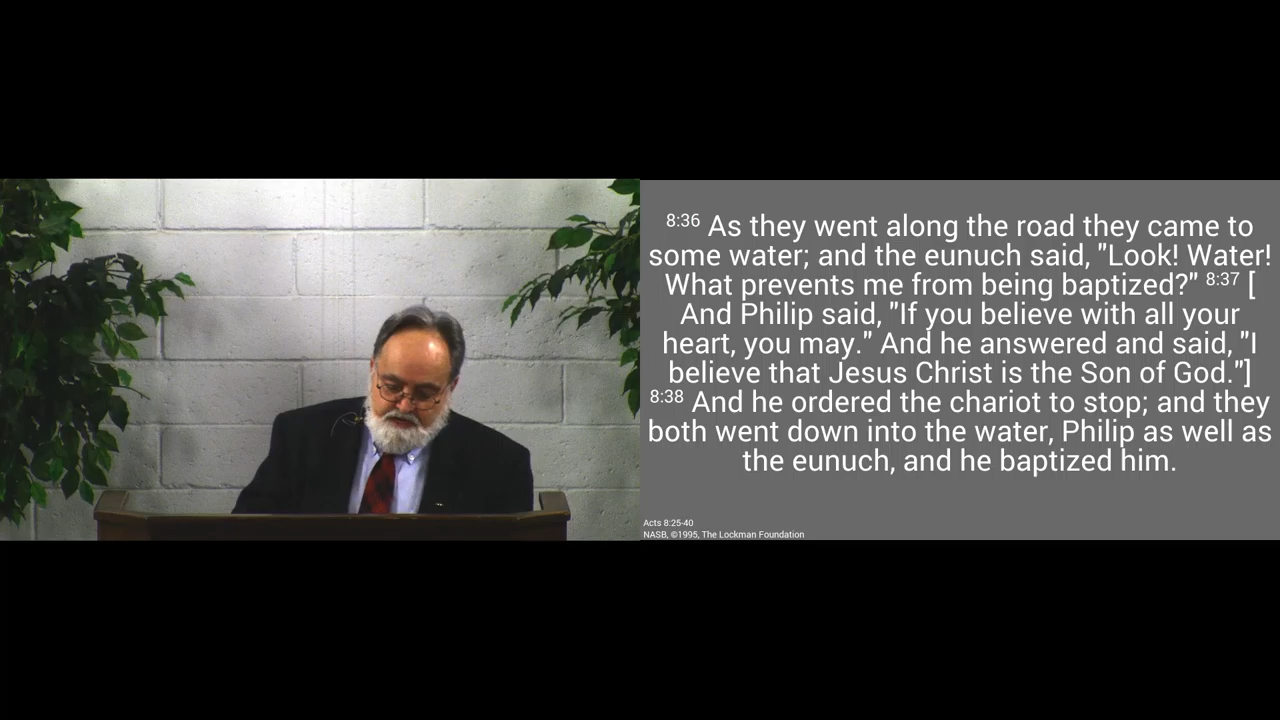 8:36 As they went along the road they came to
some water; and the eunuch said, "Look! Water!
What prevents me from being baptized?" 8:37 [
And Philip said, "If you believe with all your
heart, you may." And he answered and said, "I
believe that Jesus Christ is the Son of God."]
8:38 And he ordered the chariot to stop; and they
both went down into the water, Philip as well as
the eunuch, and he baptized him.
Acts 8:25-40
NASB, ©1995, The Lockman Foundation